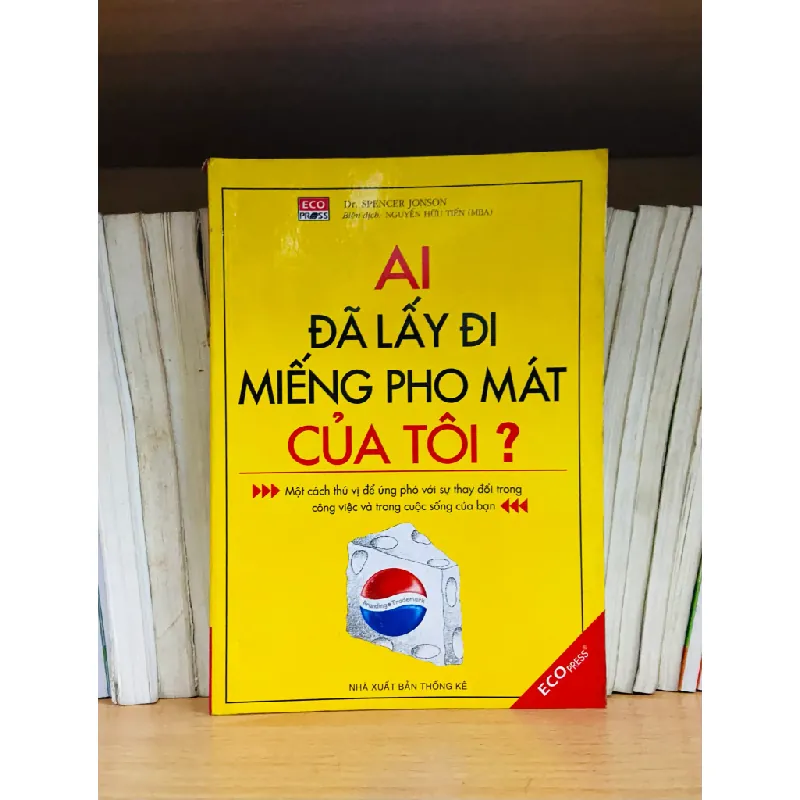 ECO
PRESS
Dr. SPENCER JONSON
Biên dịch: NGUYỄN HỮU TIẾN (MBA)
AI
ĐÃ LẤY ĐI
MIẾNG PHO MÁT
CỦA TÔI ?
Một cách thú vị để ứng phó với sự thay đổi trong
công việc và trong cuộc sống của bạn
Branding & Trademark
NHÀ XUẤT BẢN THỐNG KÊ
ECO PRESS®